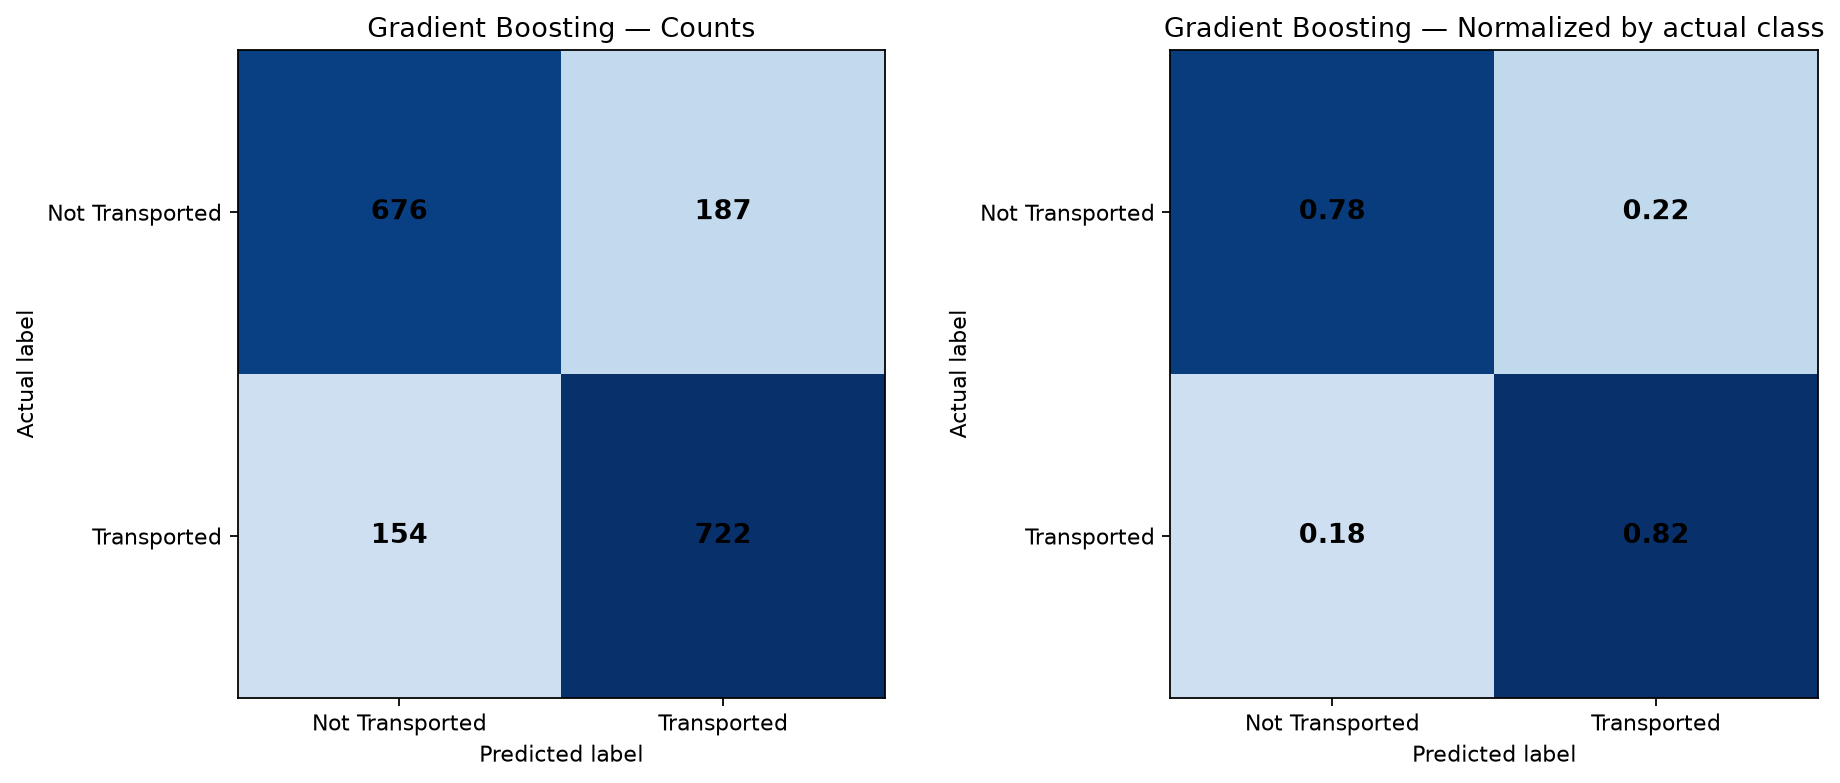 Gradient Boosting — Counts
Actual label
Not Transported
676
187
Transported
154
722
Not Transported
Transported
Predicted label
Gradient Boosting — Normalized by actual class
Actual label
Not Transported
0.78
0.22
Transported
0.18
0.82
Not Transported
Transported
Predicted label